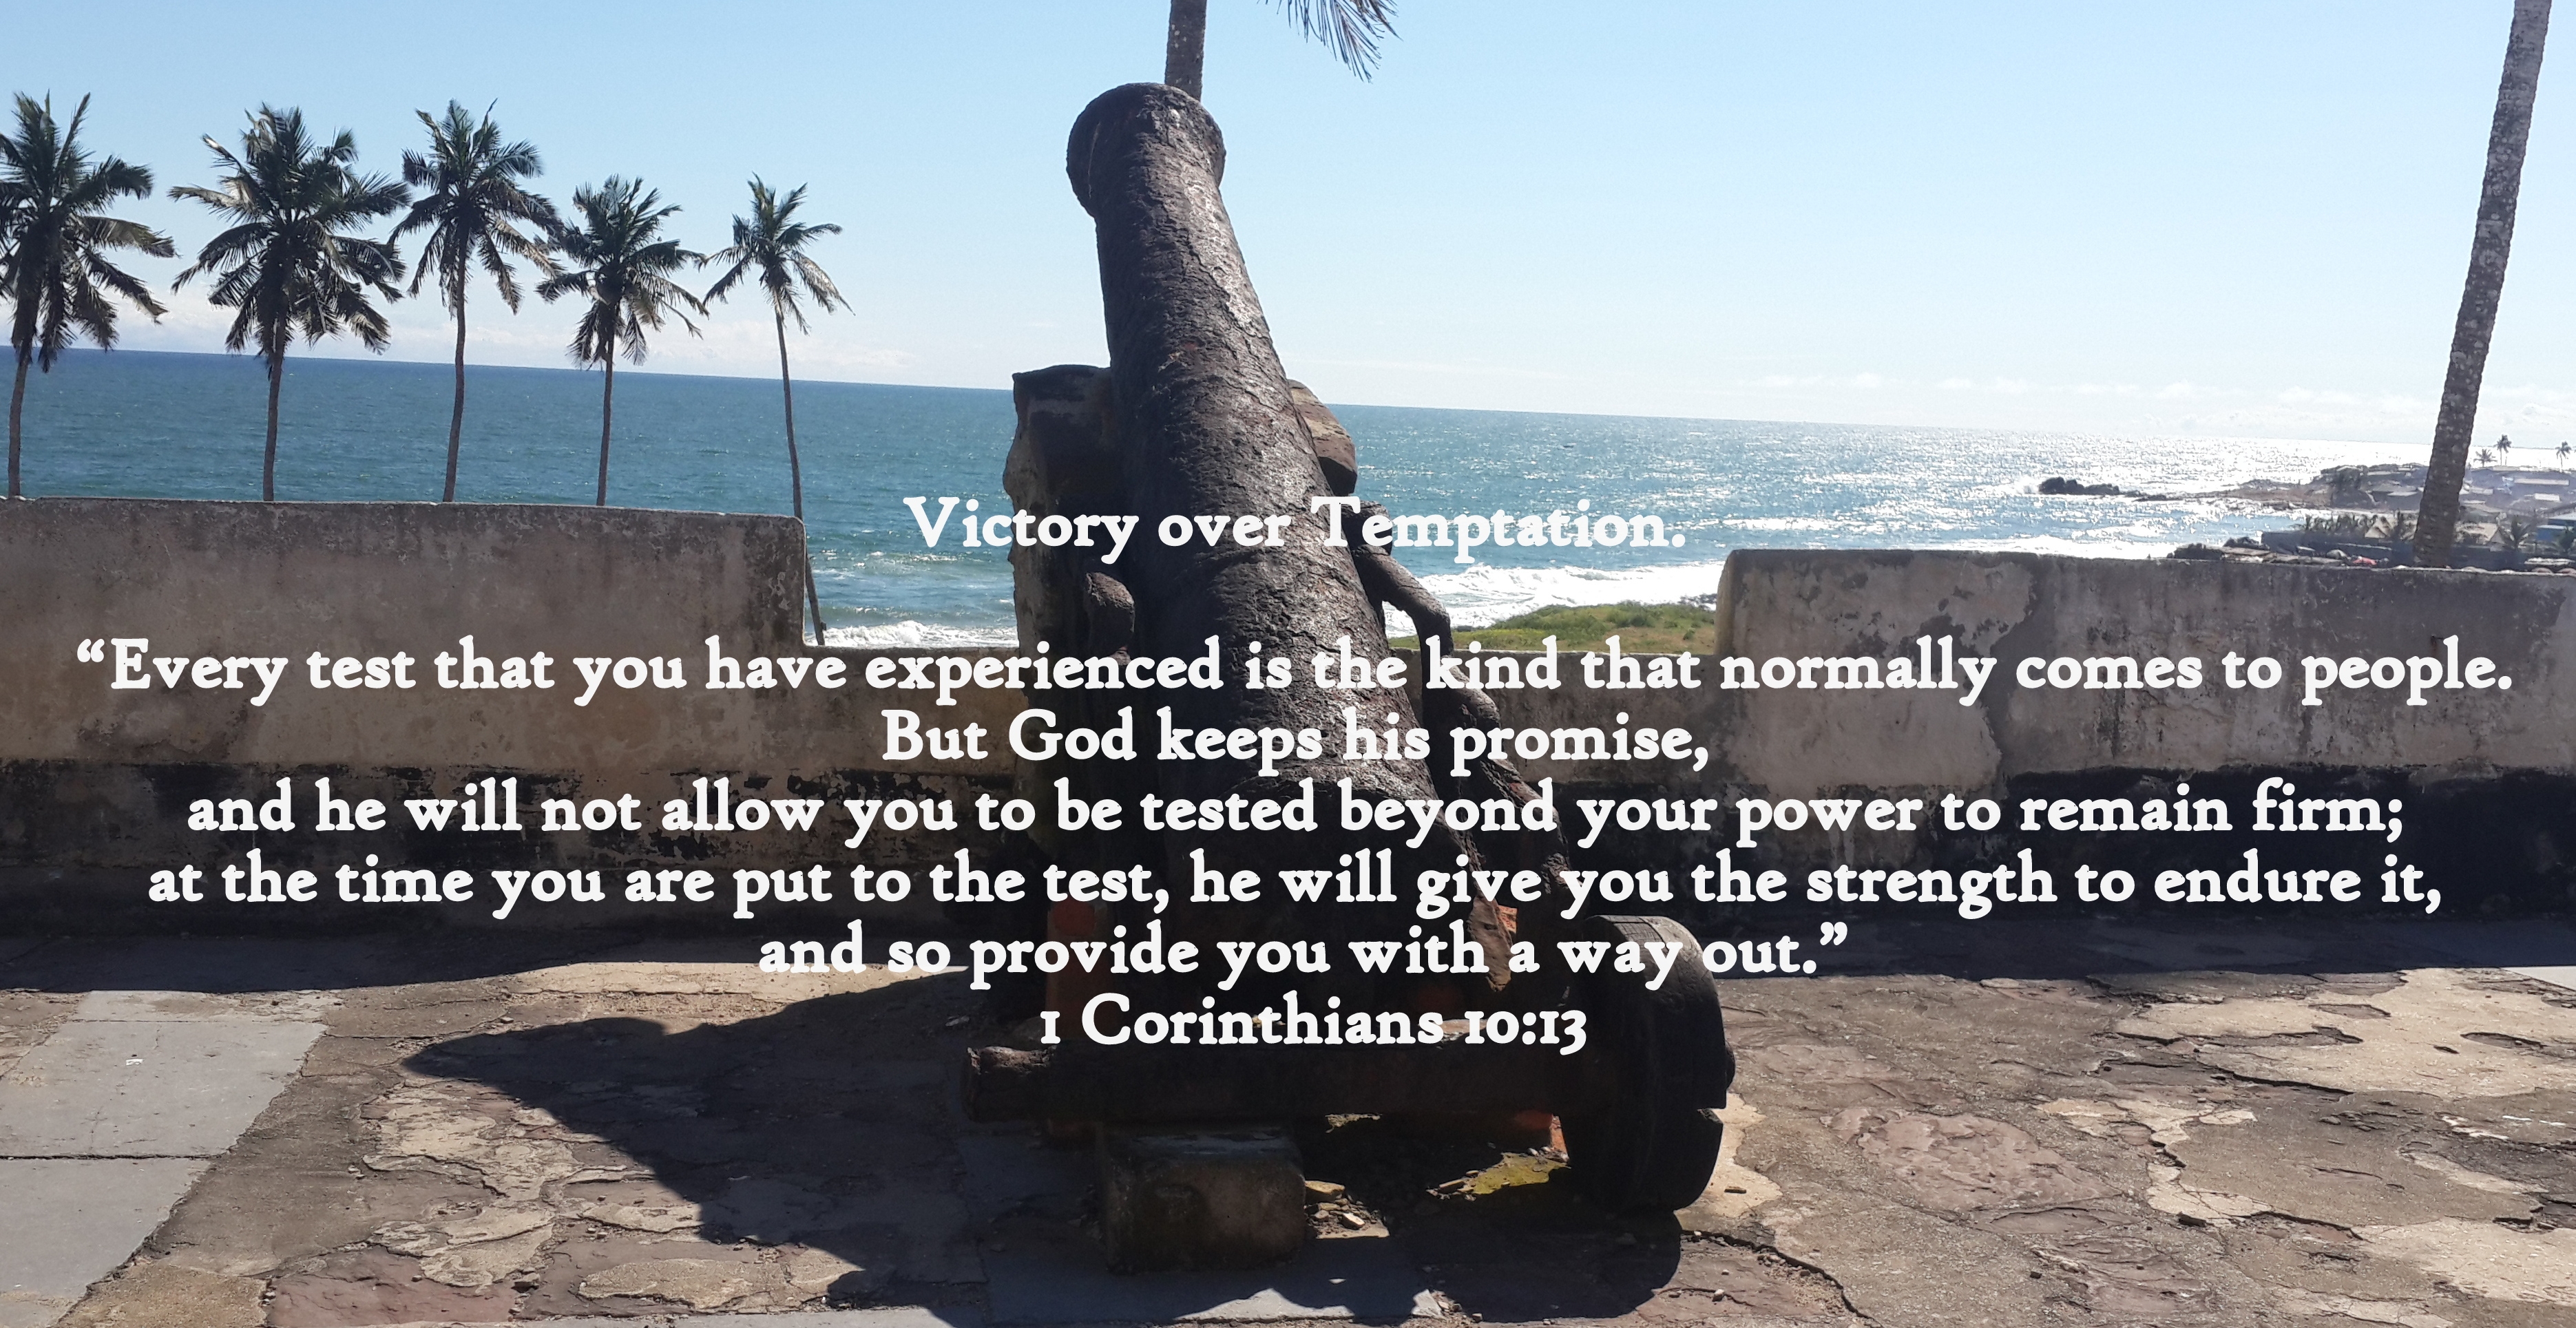 Victory over Temptation.
“Every test that you have experienced is the kind that normally comes to people.
But God keeps his promise,
and he will not allow you to be tested beyond your power to remain firm;
at the time you are put to the test, he will give you the strength to endure it,
and so provide you with a way out.”
1 Corinthians 10:13